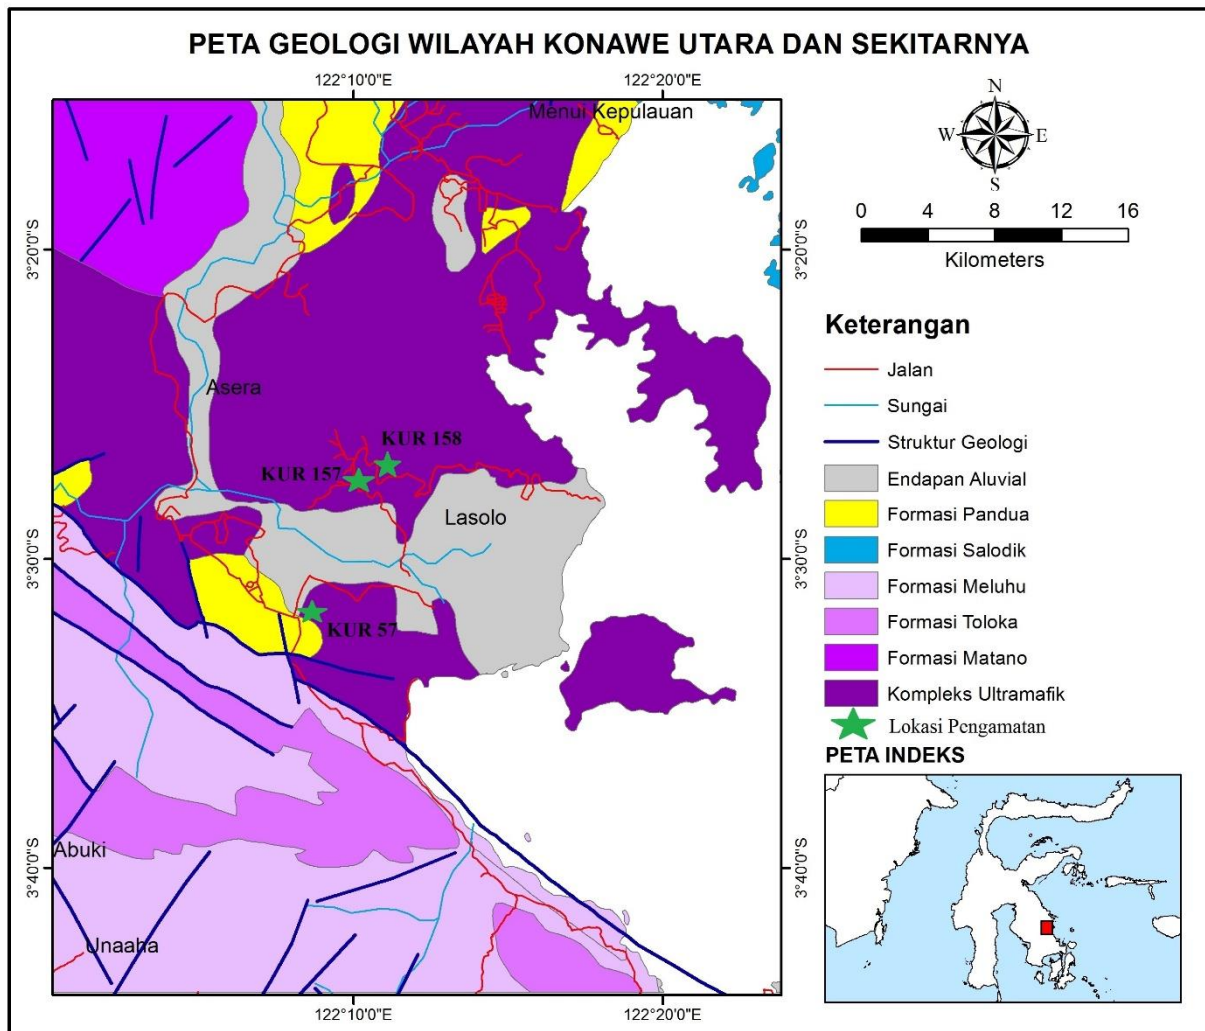 PETA GEOLOGI WILAYAH KONAWE UTARA DAN SEKITARNYA
122°10'0"E
122°20'0"E
Menui Kepulauan
3°20'0"S
3°20'0"S
Asera
KUR 158
KUR 157
Lasolo
3°30'0"S
3°30'0"S
KUR 57
Abuki
3°40'0"S
3°40'0"S
Unaaha
122°10'0"E
122°20'0"E
N
W
E
S
0 4 8 12 16
Kilometers
Keterangan
Jalan
Sungai
Struktur Geologi
Endapan Aluvial
Formasi Pandua
Formasi Salodik
Formasi Meluhu
Formasi Toloka
Formasi Matano
Kompleks Ultramafik
Lokasi Pengamatan
PETA INDEKS